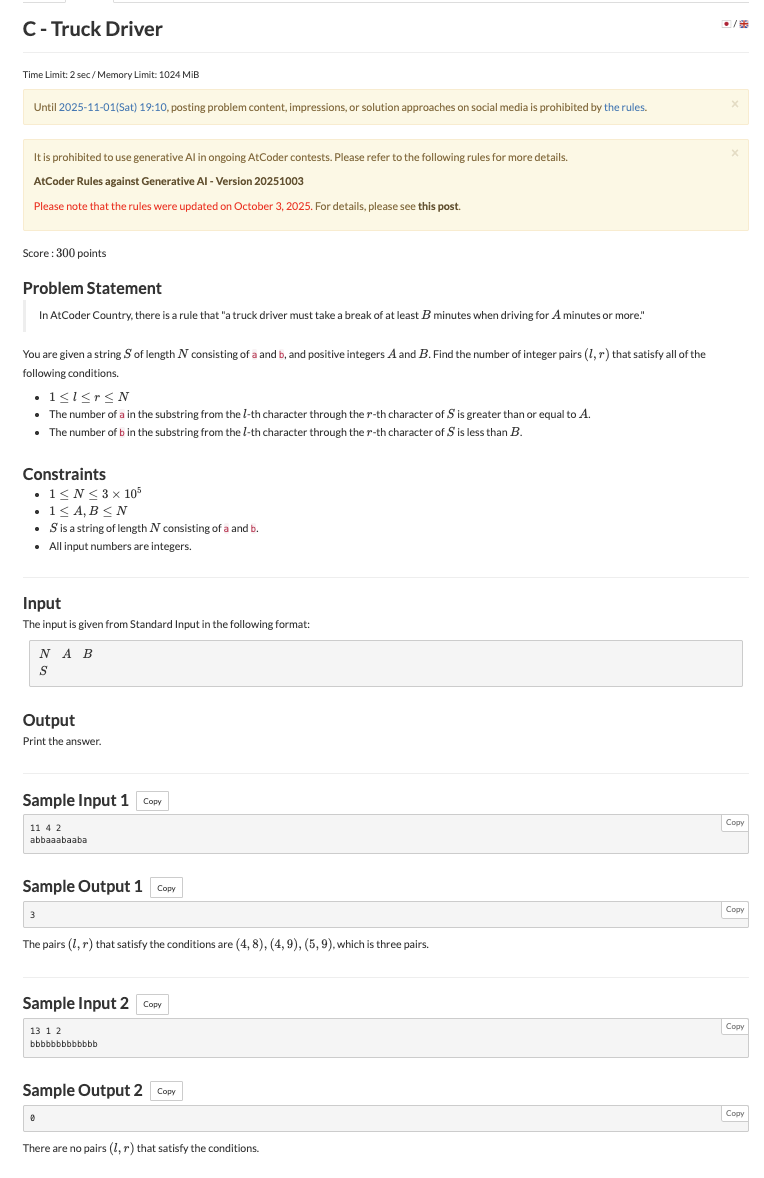 C - Truck Driver
/
Time Limit: 2 sec / Memory Limit: 1024 MiB
Until 2025-11-01(Sat) 19:10, posting problem content, impressions, or solution approaches on social media is prohibited by the rules.
×
It is prohibited to use generative AI in ongoing AtCoder contests. Please refer to the following rules for more details.
×
AtCoder Rules against Generative AI - Version 20251003
Please note that the rules were updated on October 3, 2025. For details, please see this post.
Score : 300 points
Problem Statement
In AtCoder Country, there is a rule that "a truck driver must take a break of at least B minutes when driving for A minutes or more."
You are given a string S of length N consisting of a and b, and positive integers A and B. Find the number of integer pairs (l, r) that satisfy all of the
following conditions.
• 1 ≤ l ≤ r ≤ N
• The number of a in the substring from the l-th character through the r-th character of S is greater than or equal to A.
• The number of b in the substring from the l-th character through the r-th character of S is less than B.
Constraints
• 1 ≤ N ≤ 3 × 10⁵
• 1 ≤ A, B ≤ N
• S is a string of length N consisting of a and b.
• All input numbers are integers.
Input
The input is given from Standard Input in the following format:
N A B
S
Output
Print the answer.
Sample Input 1 Copy
Copy
11 4 2
abbaaabaaba
Sample Output 1 Copy
Copy
3
The pairs (l, r) that satisfy the conditions are (4, 8), (4, 9), (5, 9), which is three pairs.
Sample Input 2 Copy
Copy
13 1 2
bbbbbbbbbbbbb
Sample Output 2 Copy
Copy
0
There are no pairs (l, r) that satisfy the conditions.